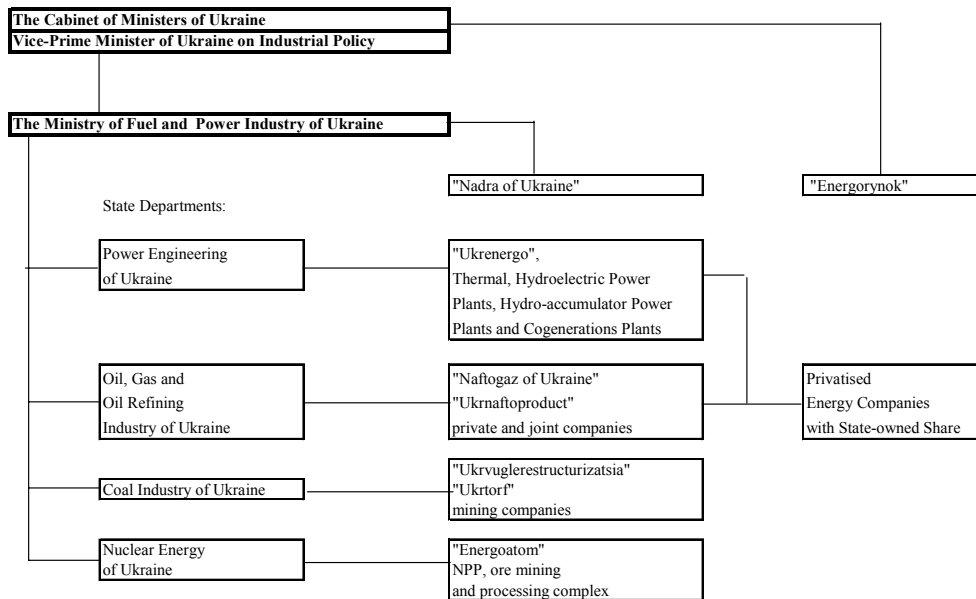 The Cabinet of Ministers of Ukraine
Vice-Prime Minister of Ukraine on Industrial Policy
The Ministry of Fuel and Power Industry of Ukraine
"Nadra of Ukraine"
"Energorynok"
State Departments:
Power Engineering
of Ukraine
"Ukrenergo",
Thermal, Hydroelectric Power
Plants, Hydro-accumulator Power
Plants and Cogenerations Plants
Oil, Gas and
Oil Refining
Industry of Ukraine
"Naftogaz of Ukraine"
"Ukrnaftoproduct"
private and joint companies
Privatised
Energy Companies
with State-owned Share
Coal Industry of Ukraine
"Ukrvuglerestructurizatsia"
"Ukrtorf"
mining companies
Nuclear Energy
of Ukraine
"Energoatom"
NPP, ore mining
and processing complex